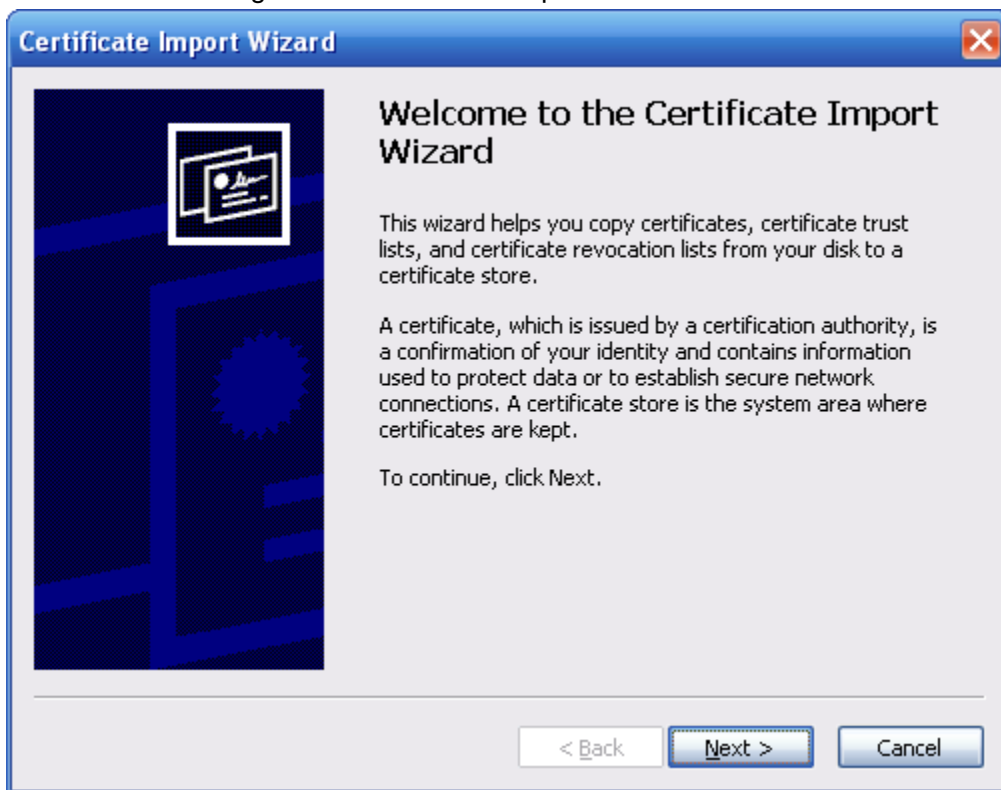 Certificate Import Wizard
Welcome to the Certificate Import
Wizard
This wizard helps you copy certificates, certificate trust
lists, and certificate revocation lists from your disk to a
certificate store.
A certificate, which is issued by a certification authority, is
a confirmation of your identity and contains information
used to protect data or to establish secure network
connections. A certificate store is the system area where
certificates are kept.
To continue, click Next.
< Back Next > Cancel